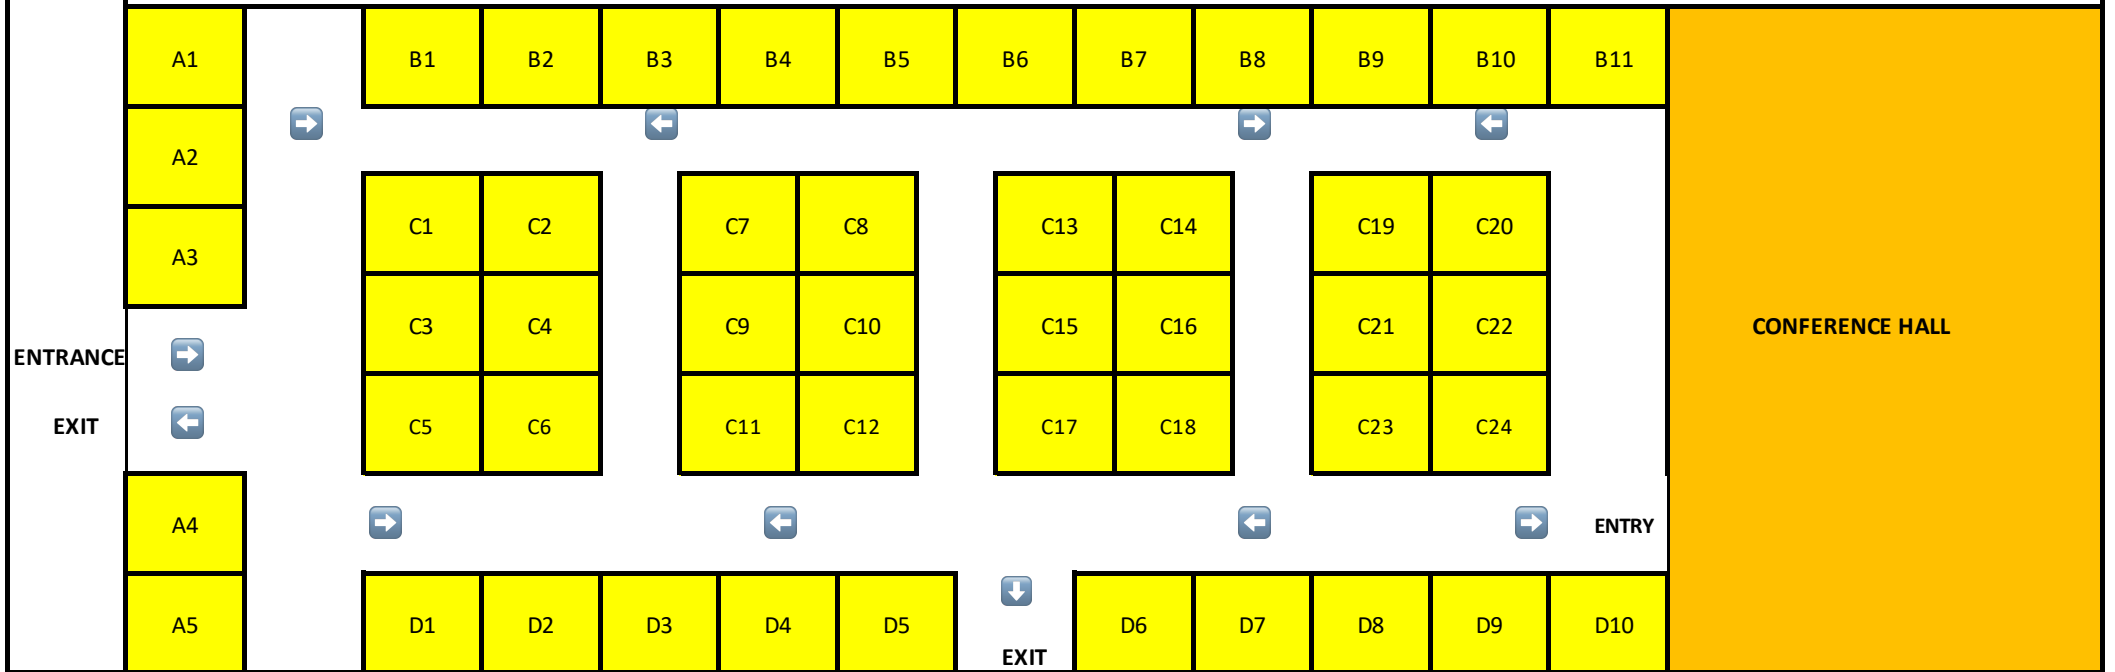 A1 B1 B2 B3 B4 B5 B6 B7 B8 B9 B10 B11
A2
C1 C2 C7 C8 C13 C14 C19 C20
A3
C3 C4 C9 C10 C15 C16 C21 C22 CONFERENCE HALL
ENTRANCE
EXIT C5 C6 C11 C12 C17 C18 C23 C24
A4 ENTRY
A5 D1 D2 D3 D4 D5 D6 D7 D8 D9 D10
EXIT